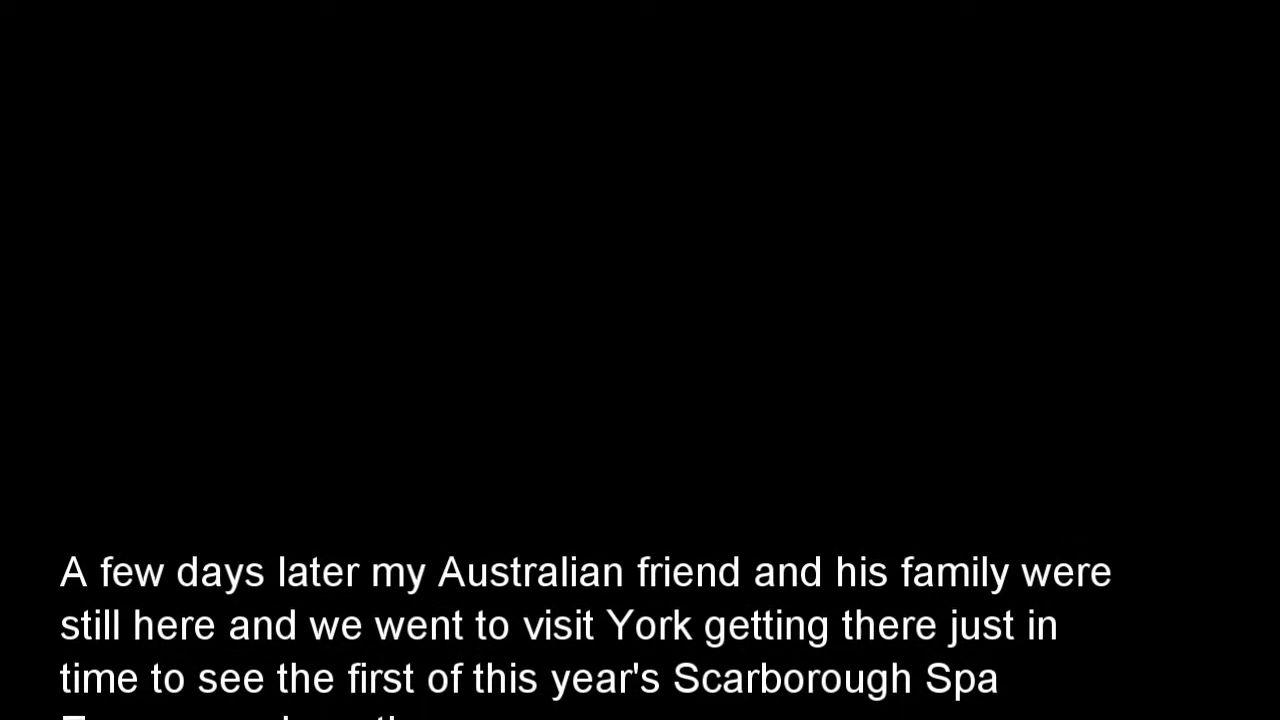 A few days later my Australian friend and his family were
still here and we went to visit York getting there just in
time to see the first of this year's Scarborough Spa